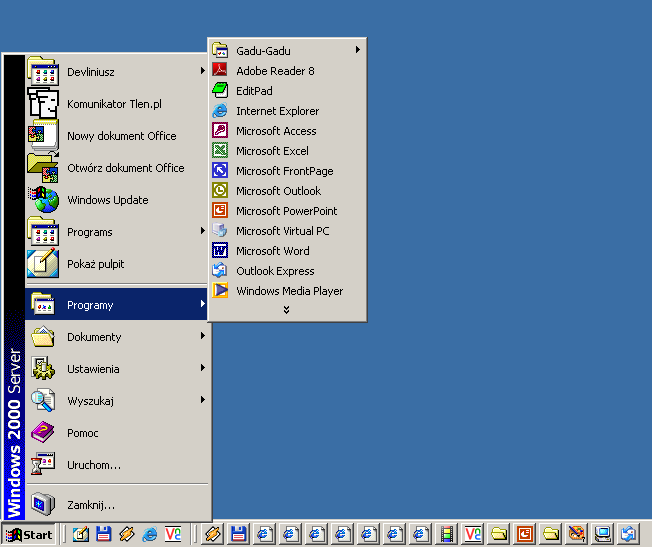 Devliniusz
Komunikator Tlen.pl
Nowy dokument Office
Otwórz dokument Office
Windows Update
Programs
Pokaż pulpit
Programy
Dokumenty
Ustawienia
Wyszukaj
Pomoc
Uruchom...
Zamknij...
Windows 2000 Server
Gadu-Gadu
Adobe Reader 8
EditPad
Internet Explorer
Microsoft Access
Microsoft Excel
Microsoft FrontPage
Microsoft Outlook
Microsoft PowerPoint
Microsoft Virtual PC
Microsoft Word
Outlook Express
Windows Media Player
Start